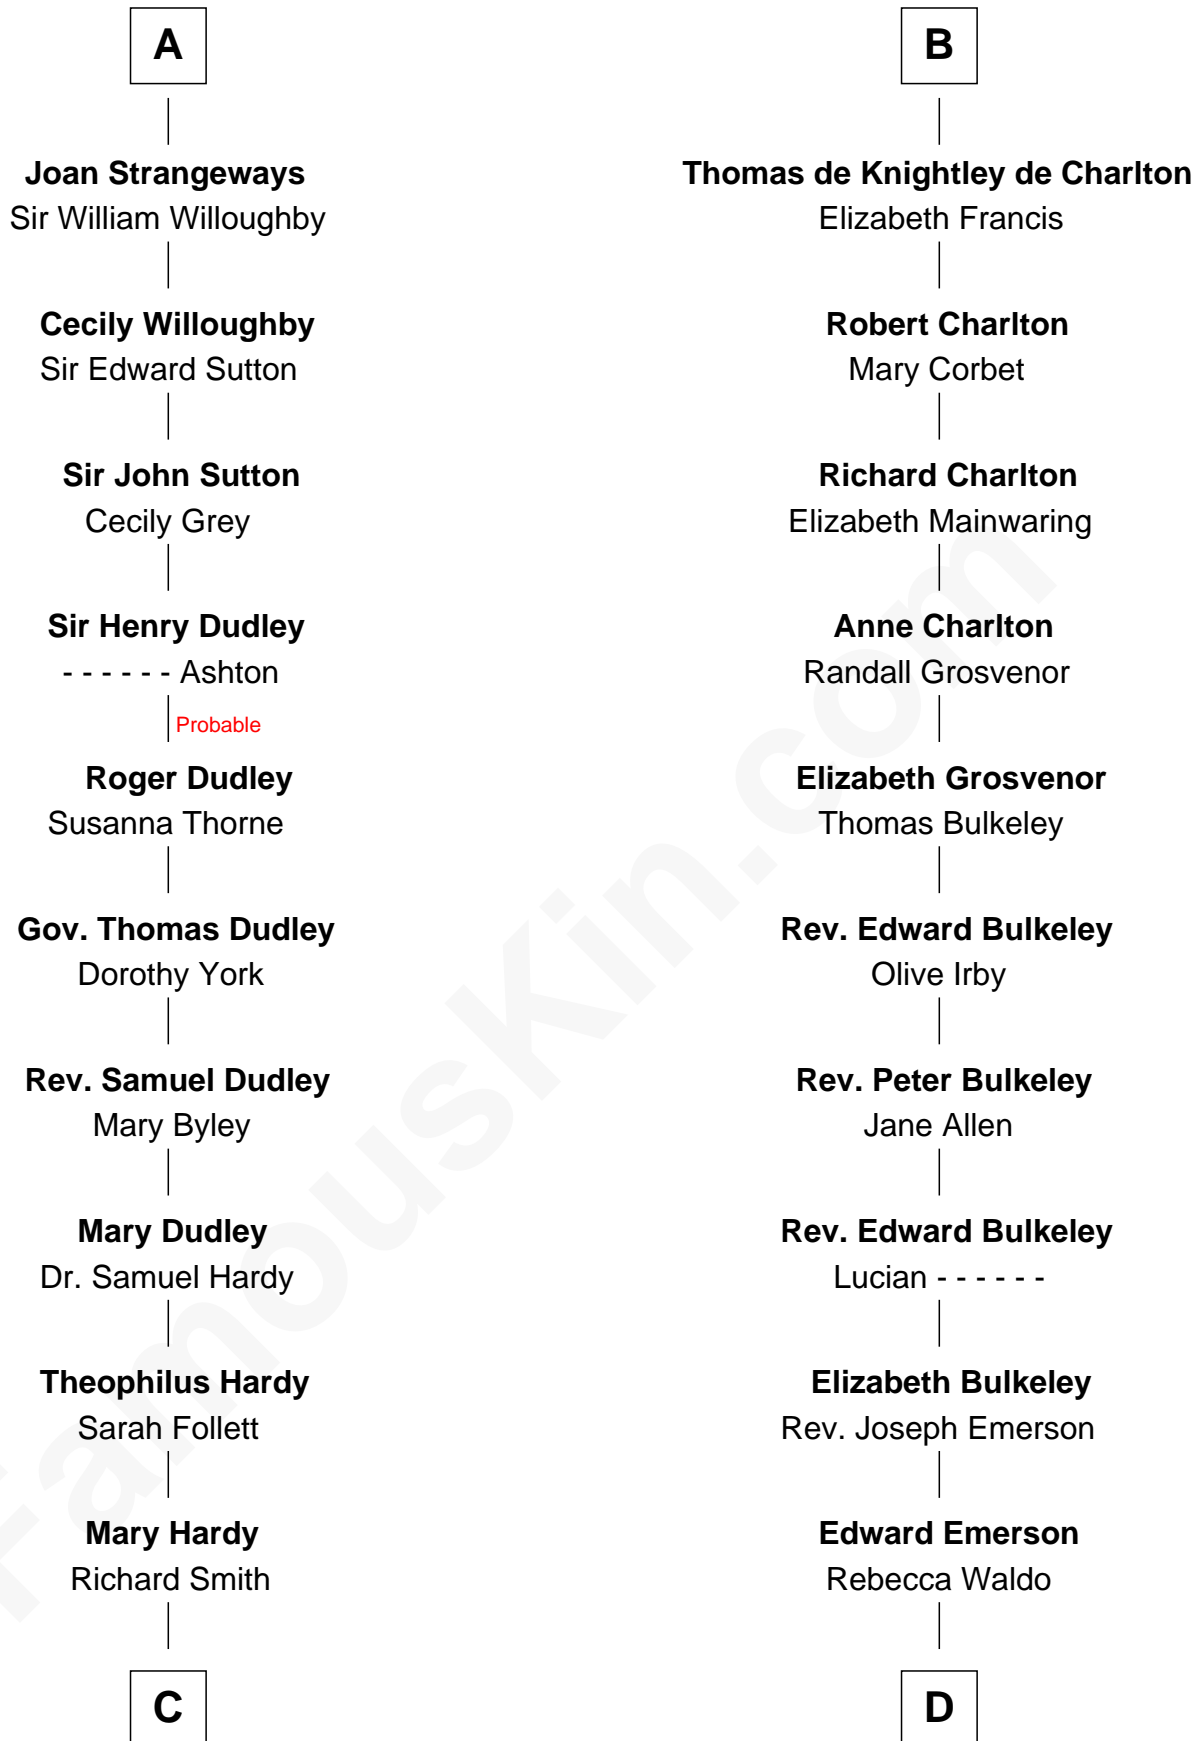 A
Joan Strangeways
Sir William Willoughby
Cecily Willoughby
Sir Edward Sutton
Sir John Sutton
Cecily Grey
Sir Henry Dudley
- - - - - - Ashton
Probable
Roger Dudley
Susanna Thorne
Gov. Thomas Dudley
Dorothy York
Rev. Samuel Dudley
Mary Byley
Mary Dudley
Dr. Samuel Hardy
Theophilus Hardy
Sarah Follett
Mary Hardy
Richard Smith
C
B
Thomas de Knightley de Charlton
Elizabeth Francis
Robert Charlton
Mary Corbet
Richard Charlton
Elizabeth Mainwaring
Anne Charlton
Randall Grosvenor
Elizabeth Grosvenor
Thomas Bulkeley
Rev. Edward Bulkeley
Olive Irby
Rev. Peter Bulkeley
Jane Allen
Rev. Edward Bulkeley
Lucian - - - - - -
Elizabeth Bulkeley
Rev. Joseph Emerson
Edward Emerson
Rebecca Waldo
D
FamousKin.com